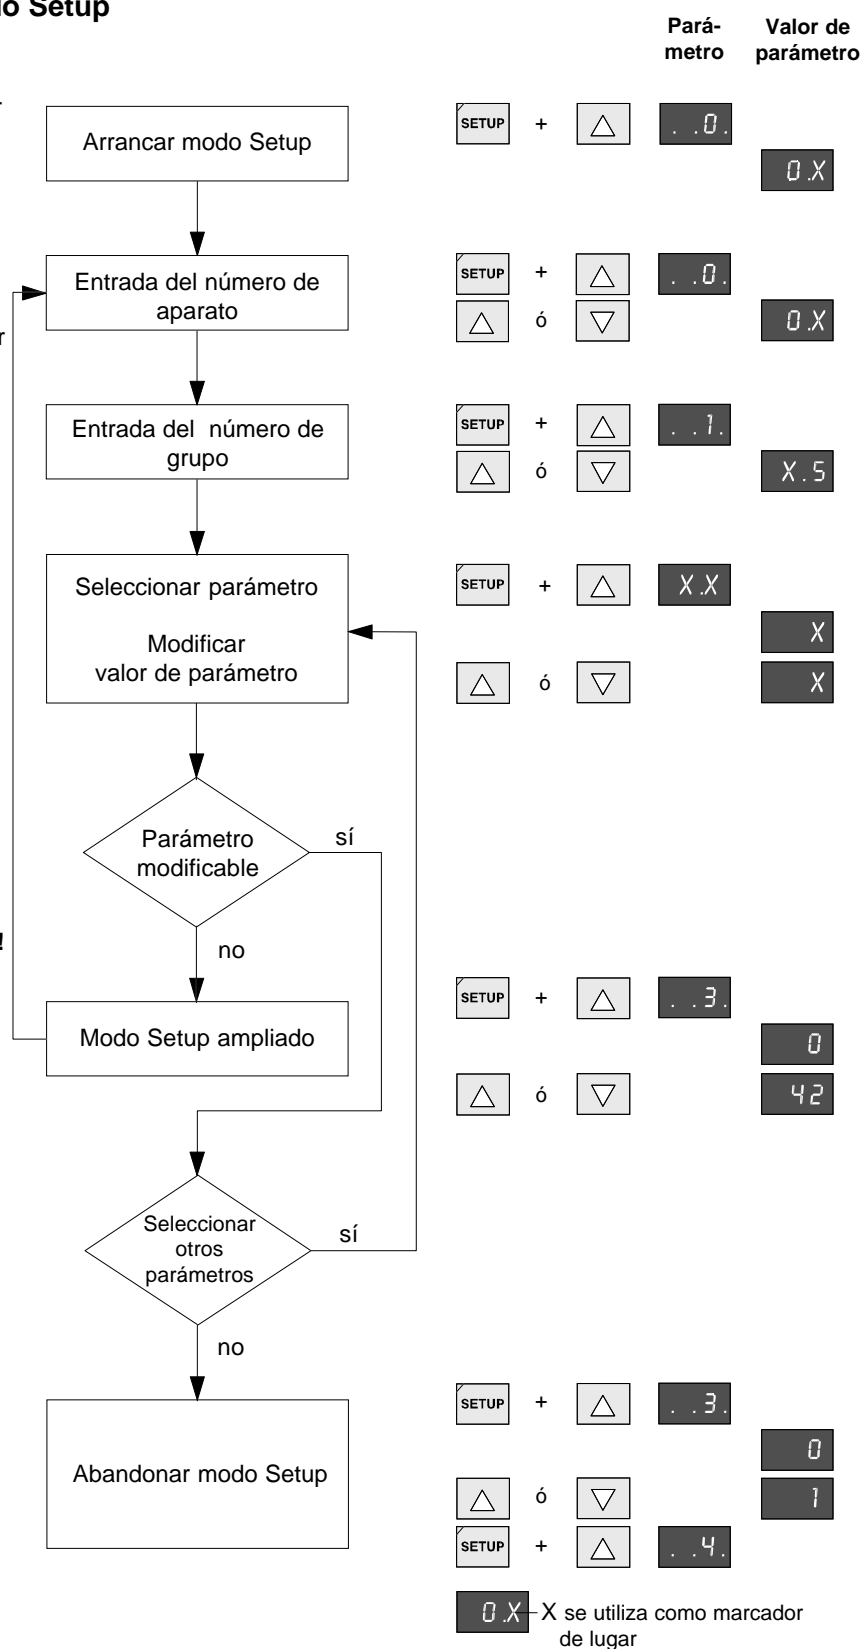 lo Setup
Pará-
metro
Valor de
parámetro
Arrancar modo Setup
SETUP + . .0.
0.X
r
Entrada del número de
aparato
SETUP + . .0.
ó 0.X
Entrada del número de
grupo
SETUP + . .1.
ó X.5
Seleccionar parámetro
Modificar
valor de parámetro
SETUP + X.X
X
ó X
Parámetro
modificable
sí
no
!
Modo Setup ampliado
SETUP + . .3.
0
ó 42
Seleccionar
otros
parámetros
sí
no
Abandonar modo Setup
SETUP + . .3.
0
ó 1
SETUP + . .4.
0.X X se utiliza como marcador
de lugar